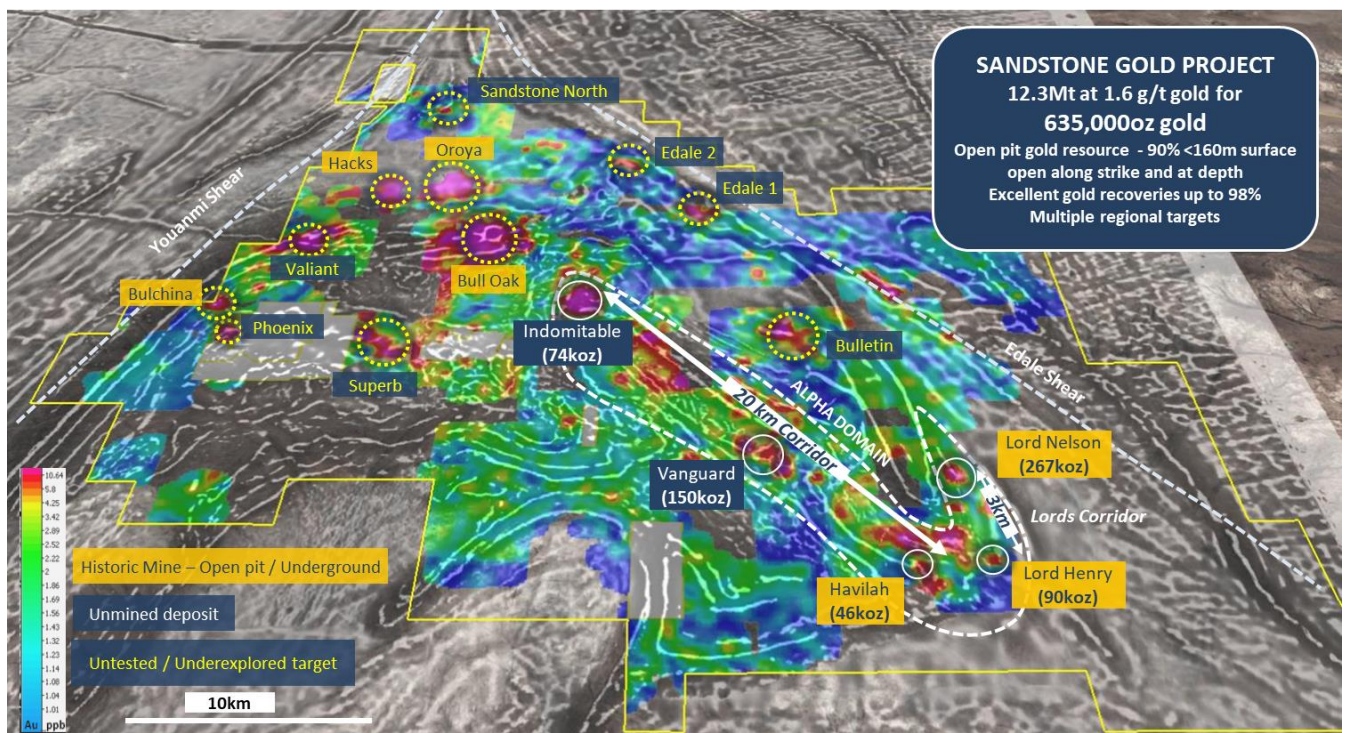 SANDSTONE GOLD PROJECT
12.3Mt at 1.6 g/t gold for
635,000oz gold
Open pit gold resource - 90% <160m surface
open along strike and at depth
Excellent gold recoveries up to 98%
Multiple regional targets
Sandstone North
Hacks
Oroya
Edale 2
Edale 1
Youanmi Shear
Valiant
Bull Oak
Bulchina
Phoenix
Superb
Indomitable
(74koz)
Bulletin
Edale Shear
ALPHA DOMAIN
20 km Corridor
Vanguard
(150koz)
Lord Nelson
(267koz)
3km
Lords Corridor
Havilah
(46koz)
Lord Henry
(90koz)
10.64
5.8
4.25
3.42
2.89
2.51
2.22
2
1.86
1.69
1.56
1.43
1.32
1.23
1.14
1.08
1.04
1.01
Au ppb
Historic Mine – Open pit / Underground
Unmined deposit
Untested / Underexplored target
10km